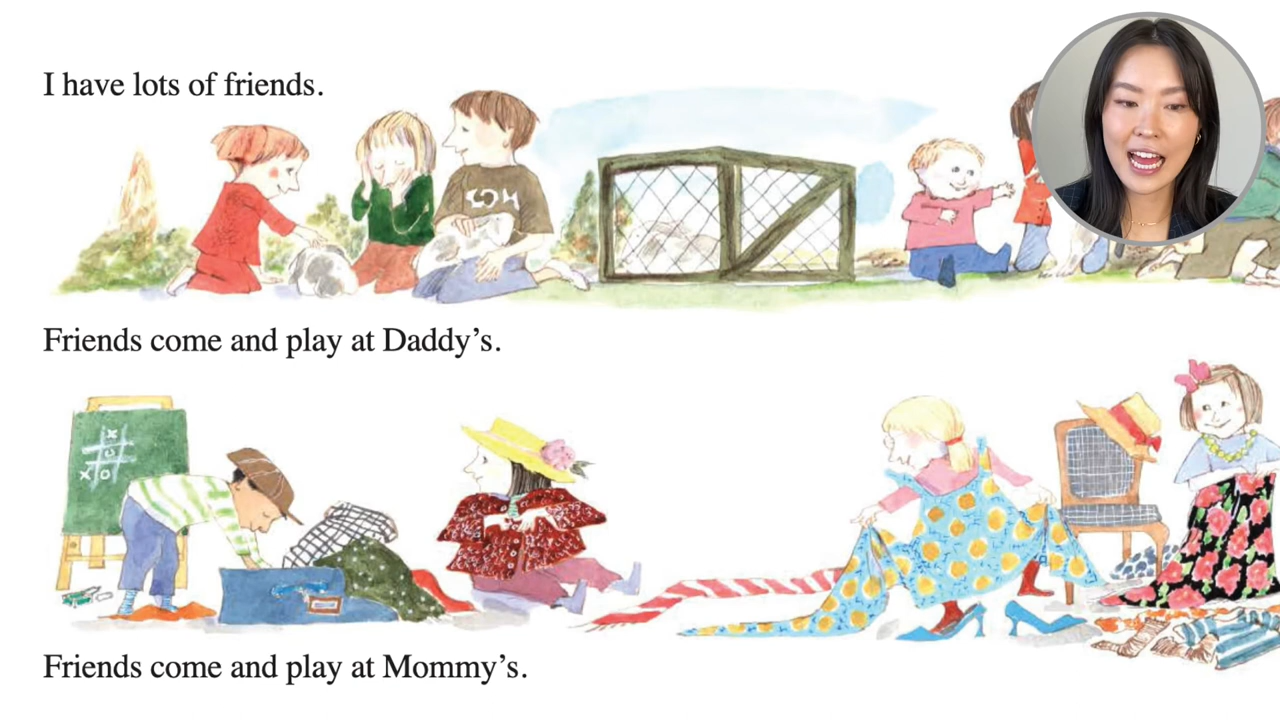 I have lots of friends.
Friends come and play at Daddy's.
Friends come and play at Mommy's.